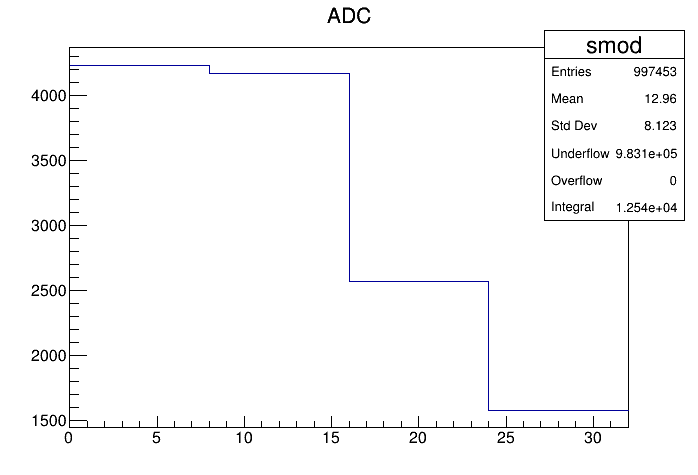 ADC
smod
Entries 997453
Mean 12.96
Std Dev 8.123
Underflow 9.831e+05
Overflow 0
Integral 1.254e+04
4000
3500
3000
2500
2000
1500
0 5 10 15 20 25 30